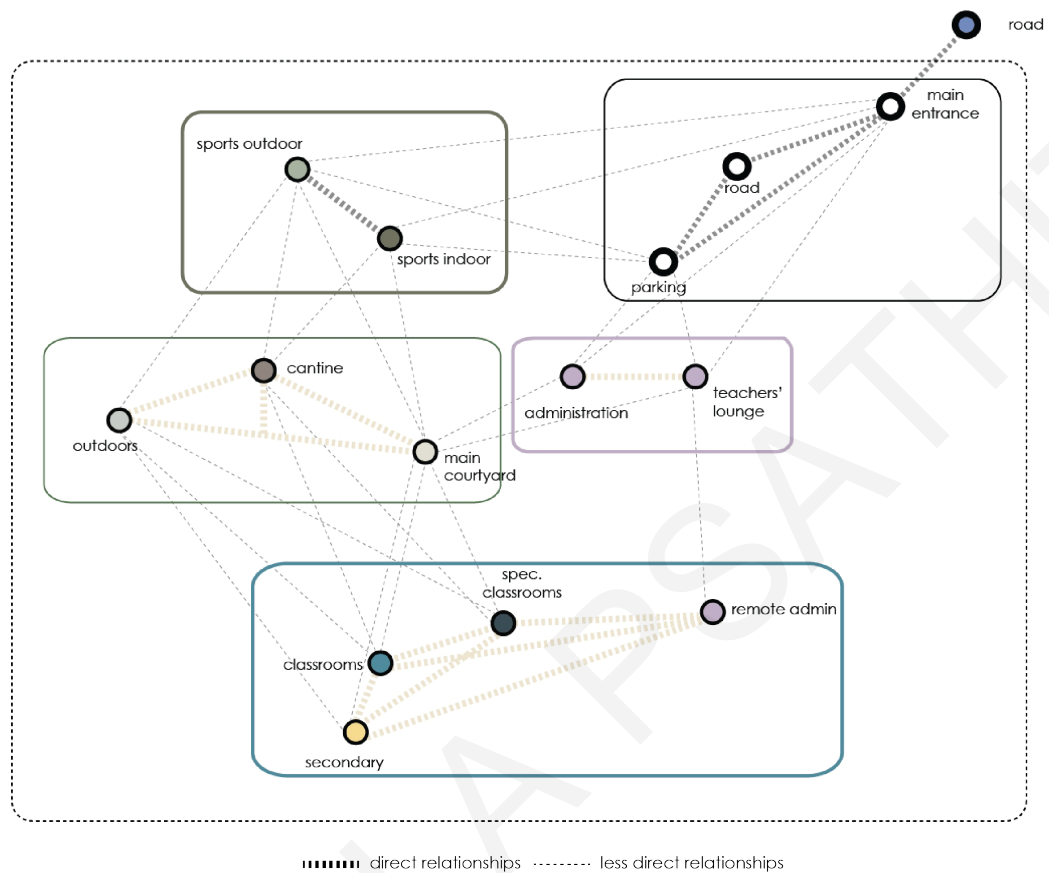 road
main
entrance
sports outdoor
road
sports indoor
parking
cantine
teachers'
lounge
administration
outdoors
main
courtyard
spec.
classrooms
remote admin
classrooms
secondary
direct relationships
less direct relationships